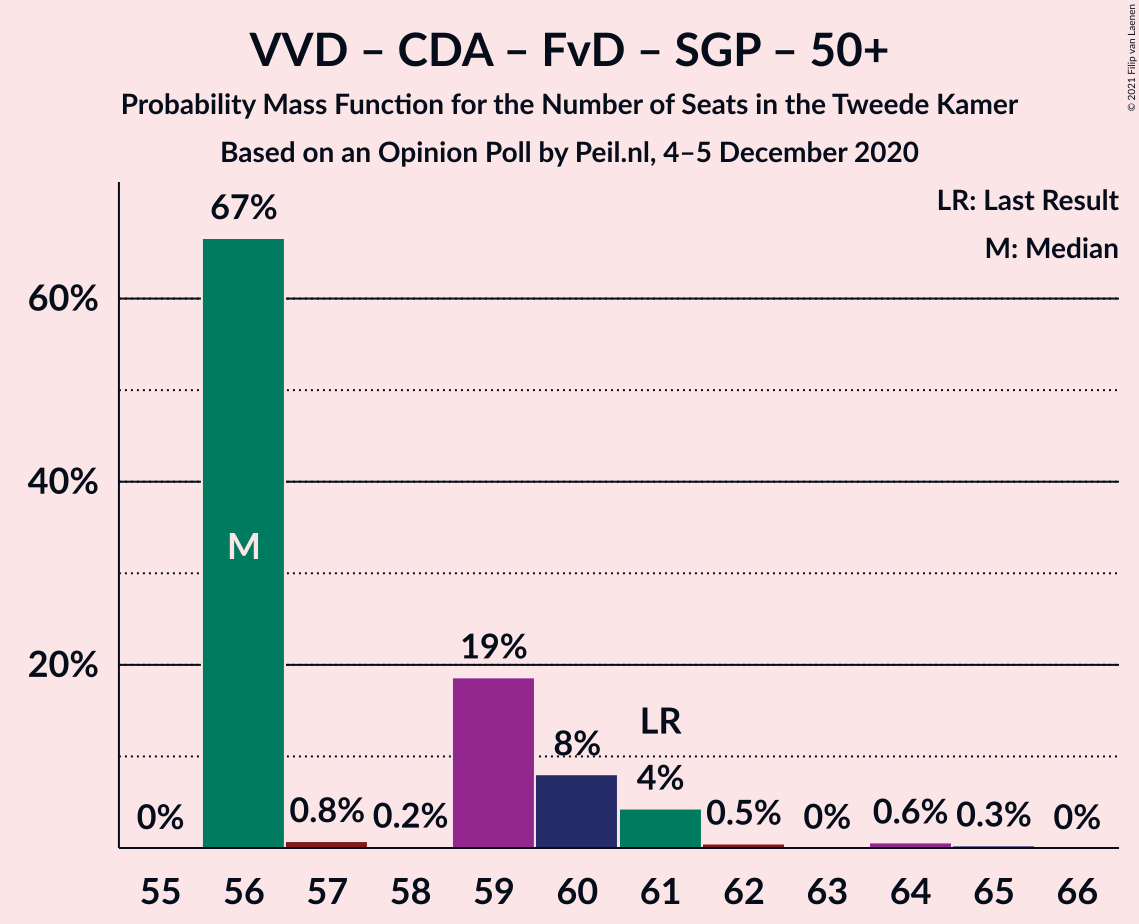 VVD – CDA – FvD – SGP – 50+
Probability Mass Function for the Number of Seats in the Tweede Kamer
Based on an Opinion Poll by Peil.nl, 4–5 December 2020
© 2021 Filip van Laenen
LR: Last Result
M: Median
60%
40%
20%
0%
67%
M
0.8%
0.2%
19%
8%
LR
4%
0.5%
0%
0.6%
0.3%
0%
55 56 57 58 59 60 61 62 63 64 65 66